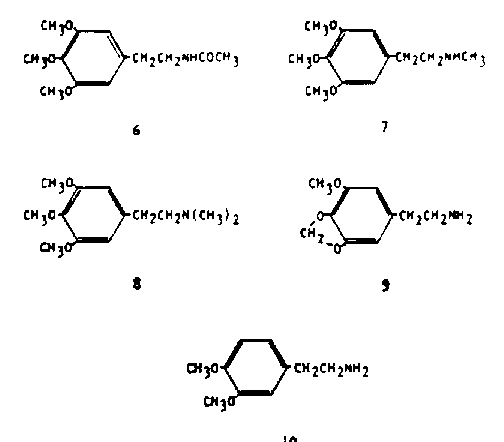 CH3O
CH3O
CH3O
CH2CH2NHCOCH3
6
CH3O
CH3O
CH3O
CH2CH2NHCH3
7
CH3O
CH3O
CH3O
CH2CH2N(CH3)2
8
CH3O
O
CH2
O
CH2CH2NH2
9
CH3O
CH3O
CH2CH2NH2
10